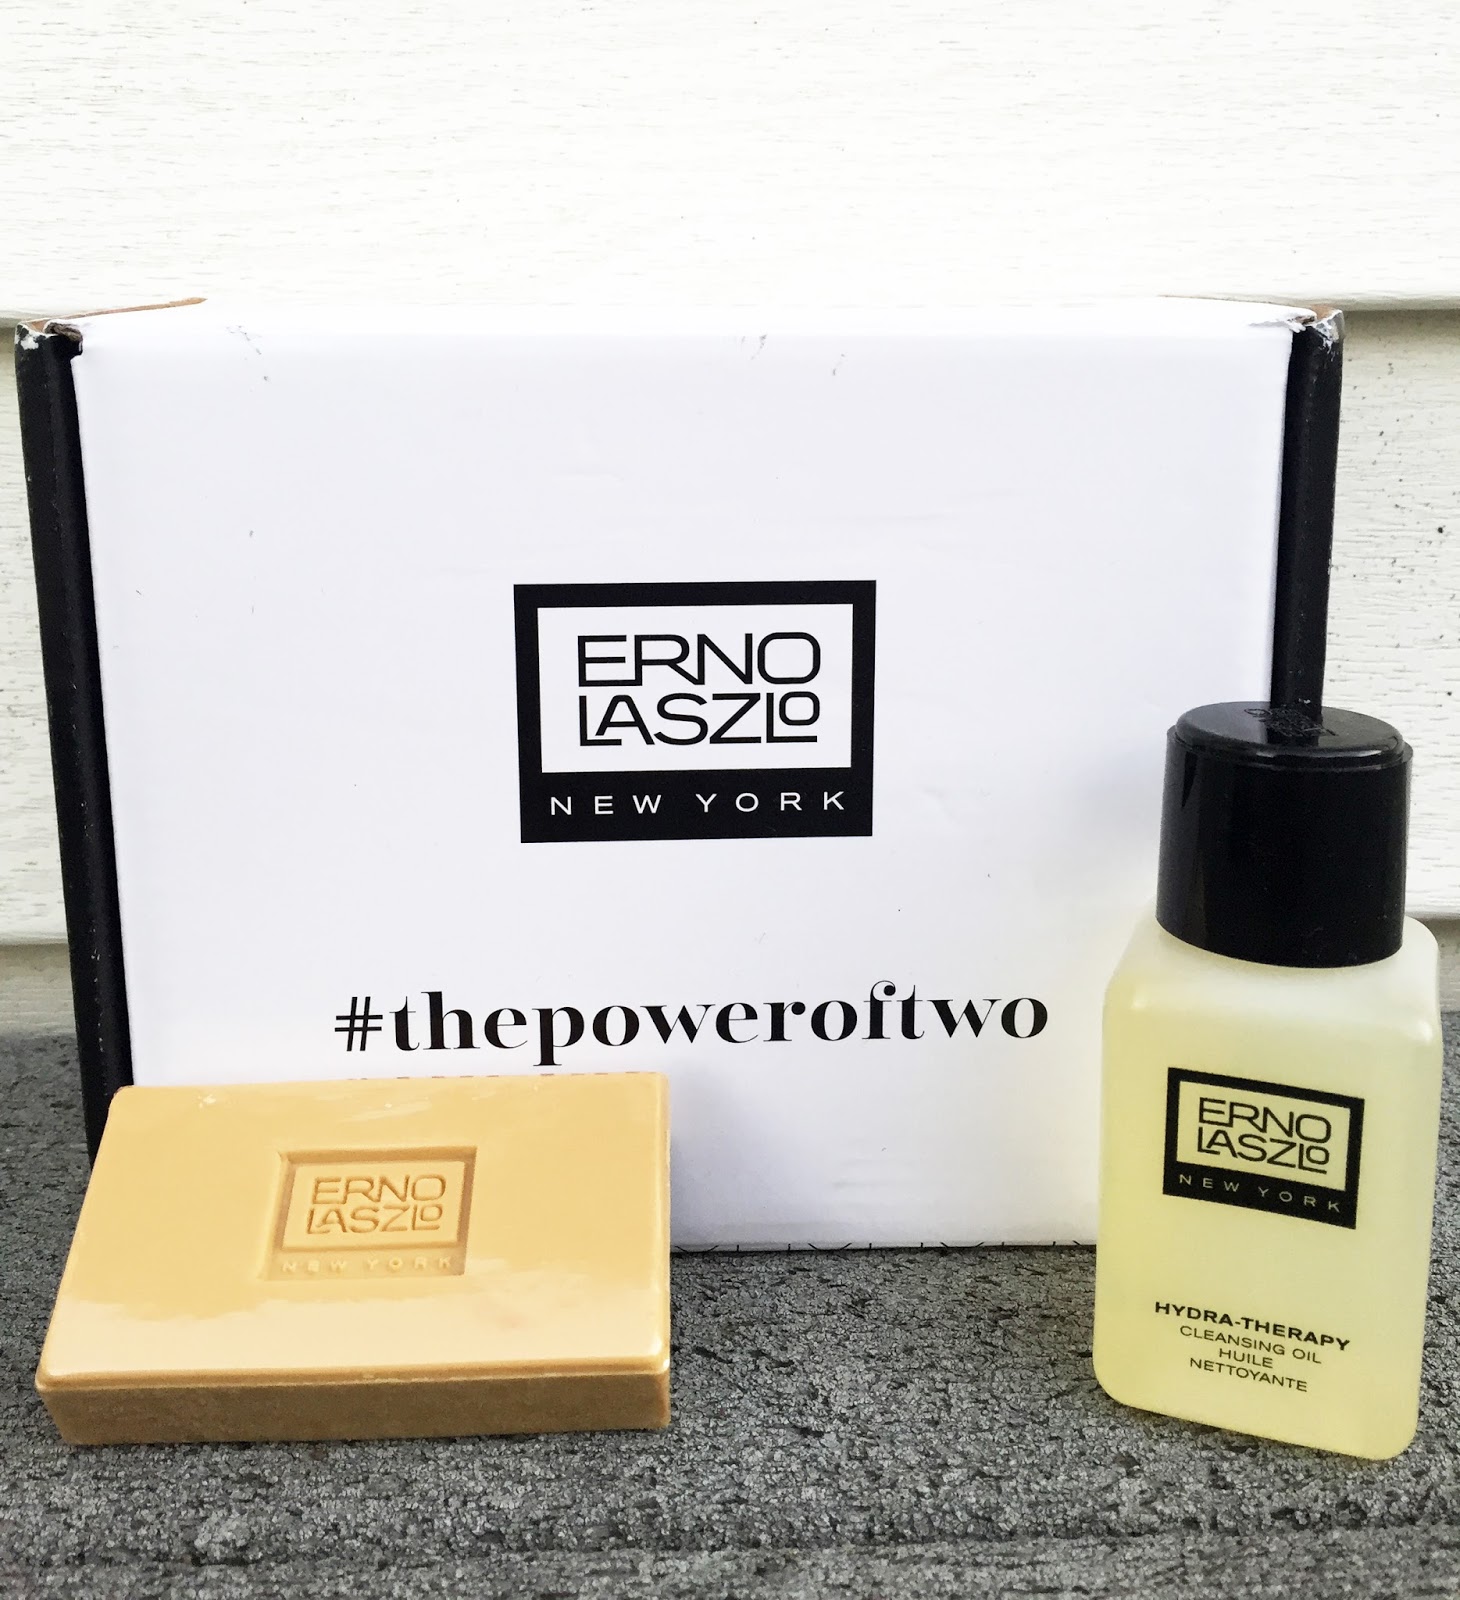 ERNO
LASZLO
NEW YORK
#thepoweroftwo
ERNO
LASZLO
NEW YORK
ERNO
LASZLO
NEW YORK
HYDRA-THERAPY
CLEANSING OIL
HUILE
NETTOYANTE